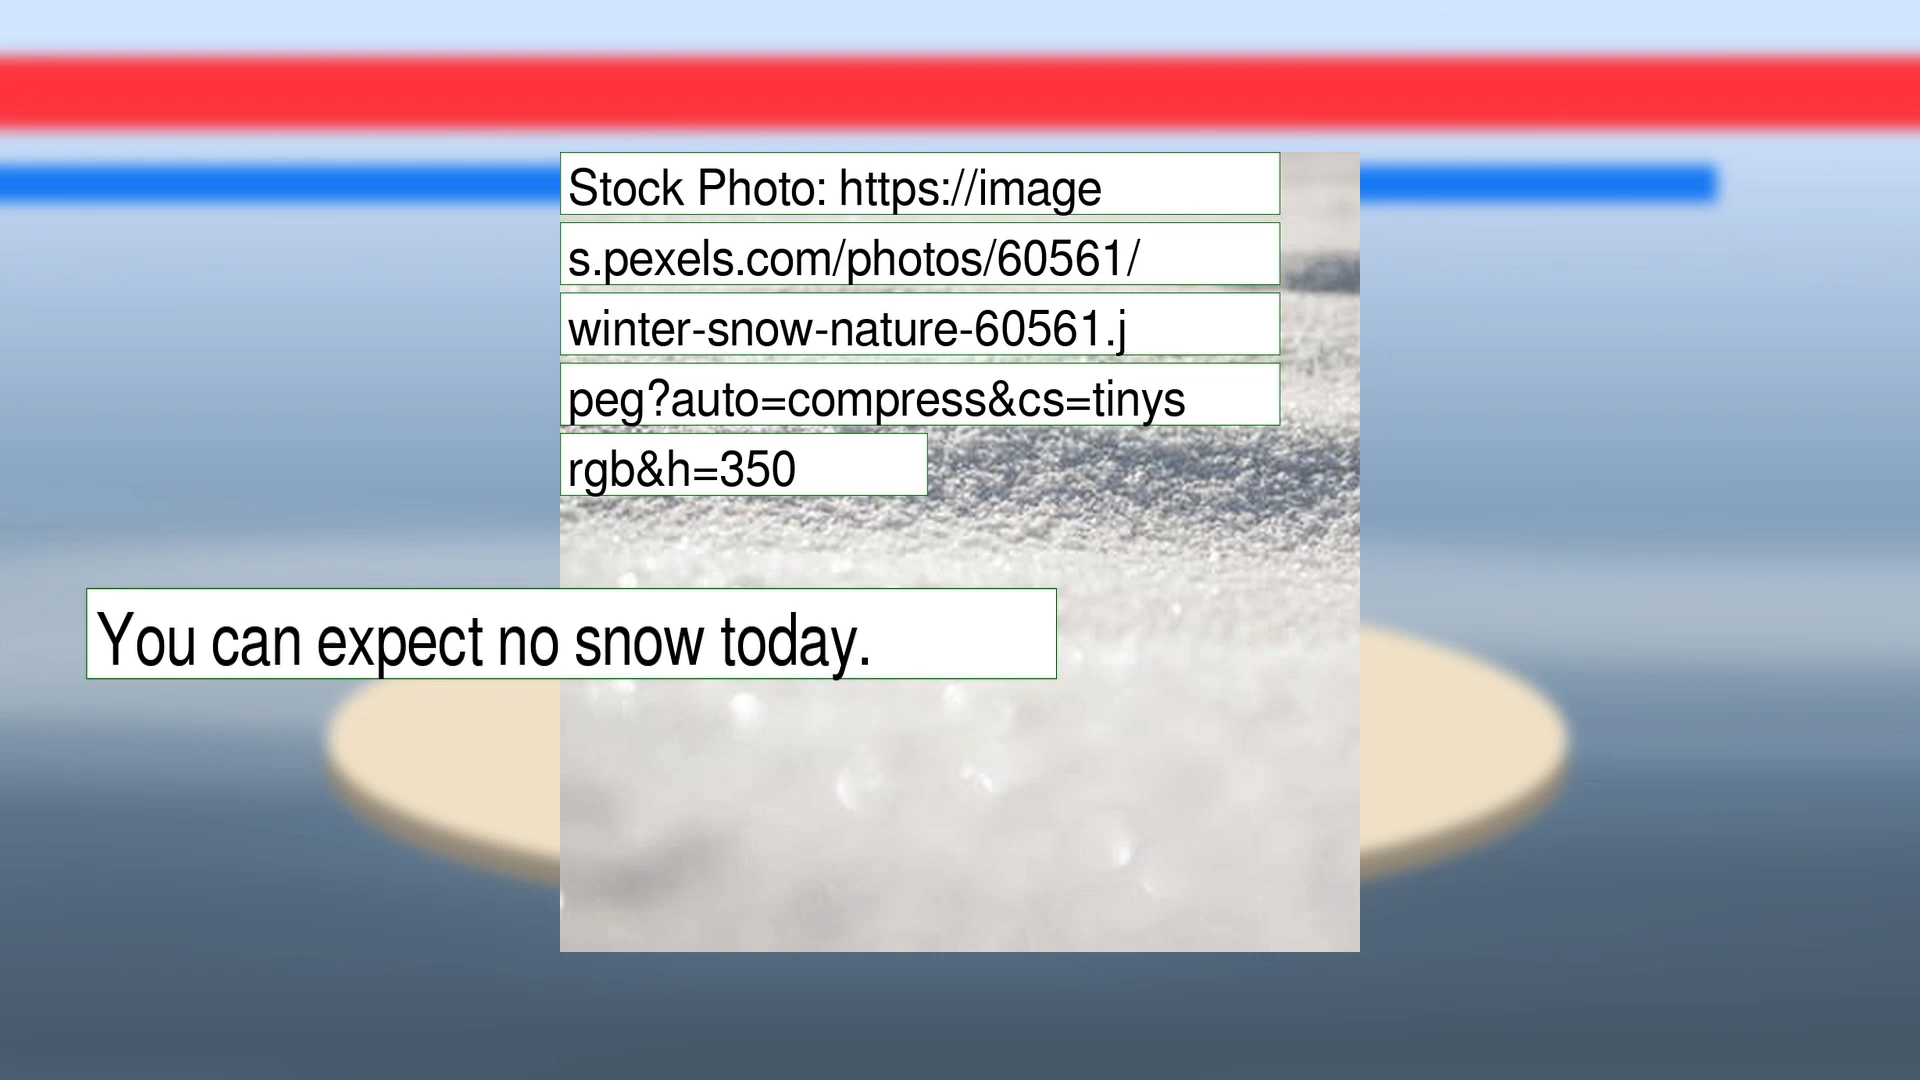 Stock Photo: https://image
s.pexels.com/photos/60561/
winter-snow-nature-60561.j
peg?auto=compress&cs=tinys
rgb&h=350
You can expect no snow today.